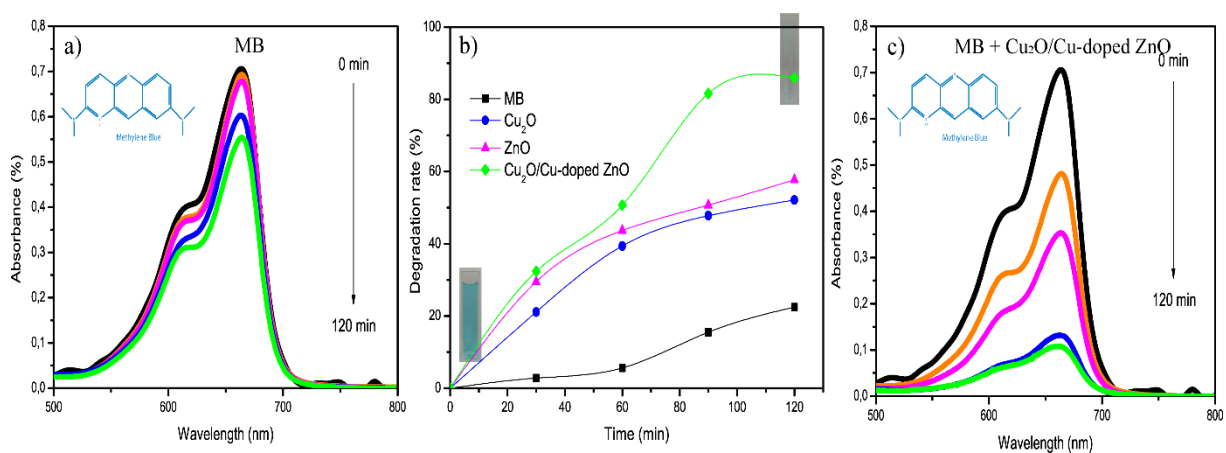 a)
MB
0 min
120 min
Methylene Blue
Absorbance (%)
0,8
0,7
0,6
0,5
0,4
0,3
0,2
0,1
0,0
500
600
700
800
Wavelength (nm)
b)
MB
Cu₂O
ZnO
Cu₂O/Cu-doped ZnO
Degradation rate (%)
100
80
60
40
20
0
0
20
40
60
80
100
120
Time (min)
c)
MB + Cu₂O/Cu-doped ZnO
0 min
120 min
Methylene Blue
Absorbance (%)
0,8
0,7
0,6
0,5
0,4
0,3
0,2
0,1
0,0
500
600
700
800
Wavelength (nm)